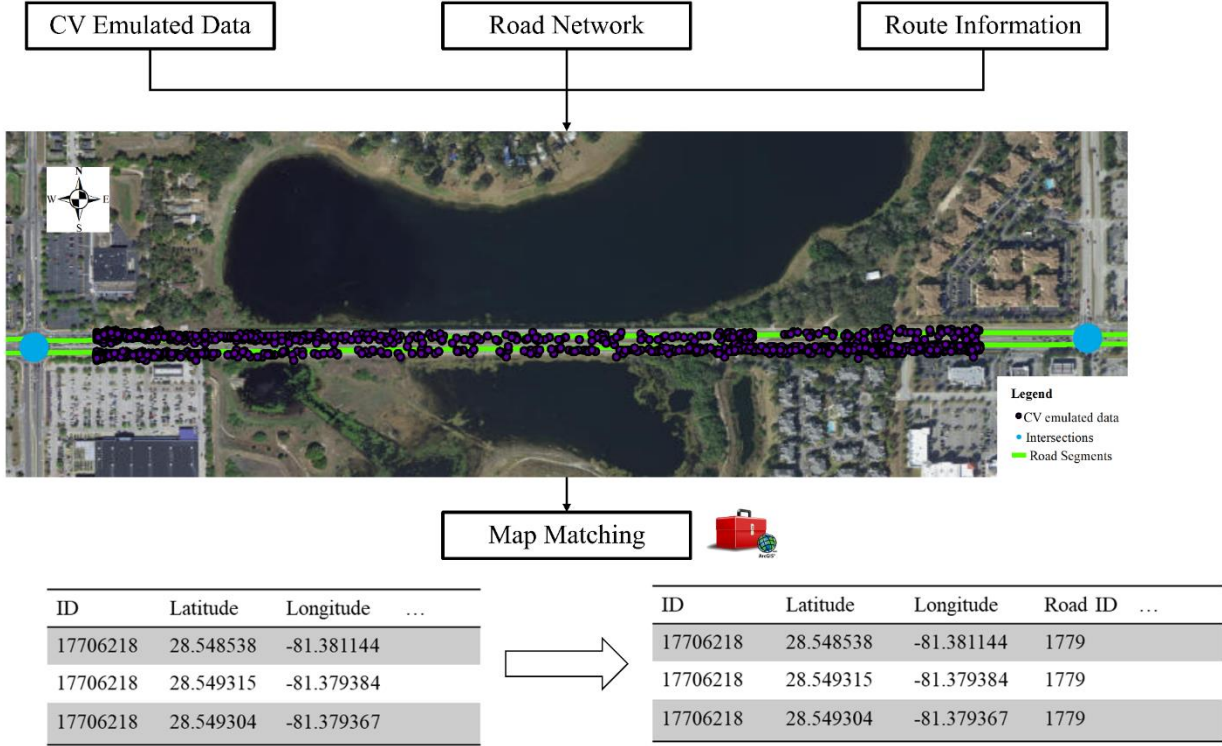 CV Emulated Data
Road Network
Route Information
N
W E
S
Legend
CV emulated data
Intersections
Road Segments
Map Matching
ArcGIS
ID Latitude Longitude …
17706218 28.548538 -81.381144
17706218 28.549315 -81.379384
17706218 28.549304 -81.379367
ID Latitude Longitude Road ID …
17706218 28.548538 -81.381144 1779
17706218 28.549315 -81.379384 1779
17706218 28.549304 -81.379367 1779